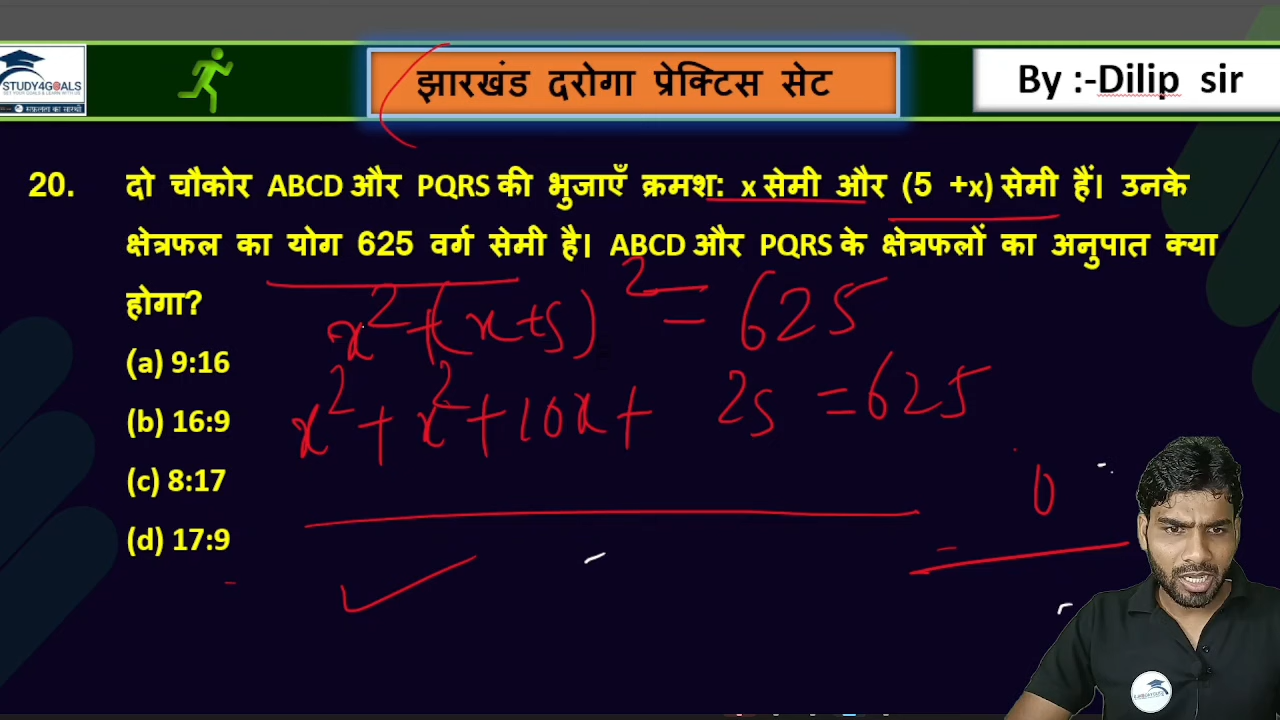 STUDY4GOALS
झारखंड दरोगा प्रेक्टिस सेट
By :-Dilip sir
20. दो चौकोर ABCD और PQRS की भुजाएँ क्रमश: x सेमी और (5 +x) सेमी हैं। उनके
क्षेत्रफल का योग 625 वर्ग सेमी है। ABCD और PQRS के क्षेत्रफलों का अनुपात क्या
होगा?
x²+(x+5)² = 625
(a) 9:16
x²+x²+10x+ 25 =625
(b) 16:9
(c) 8:17
0
(d) 17:9